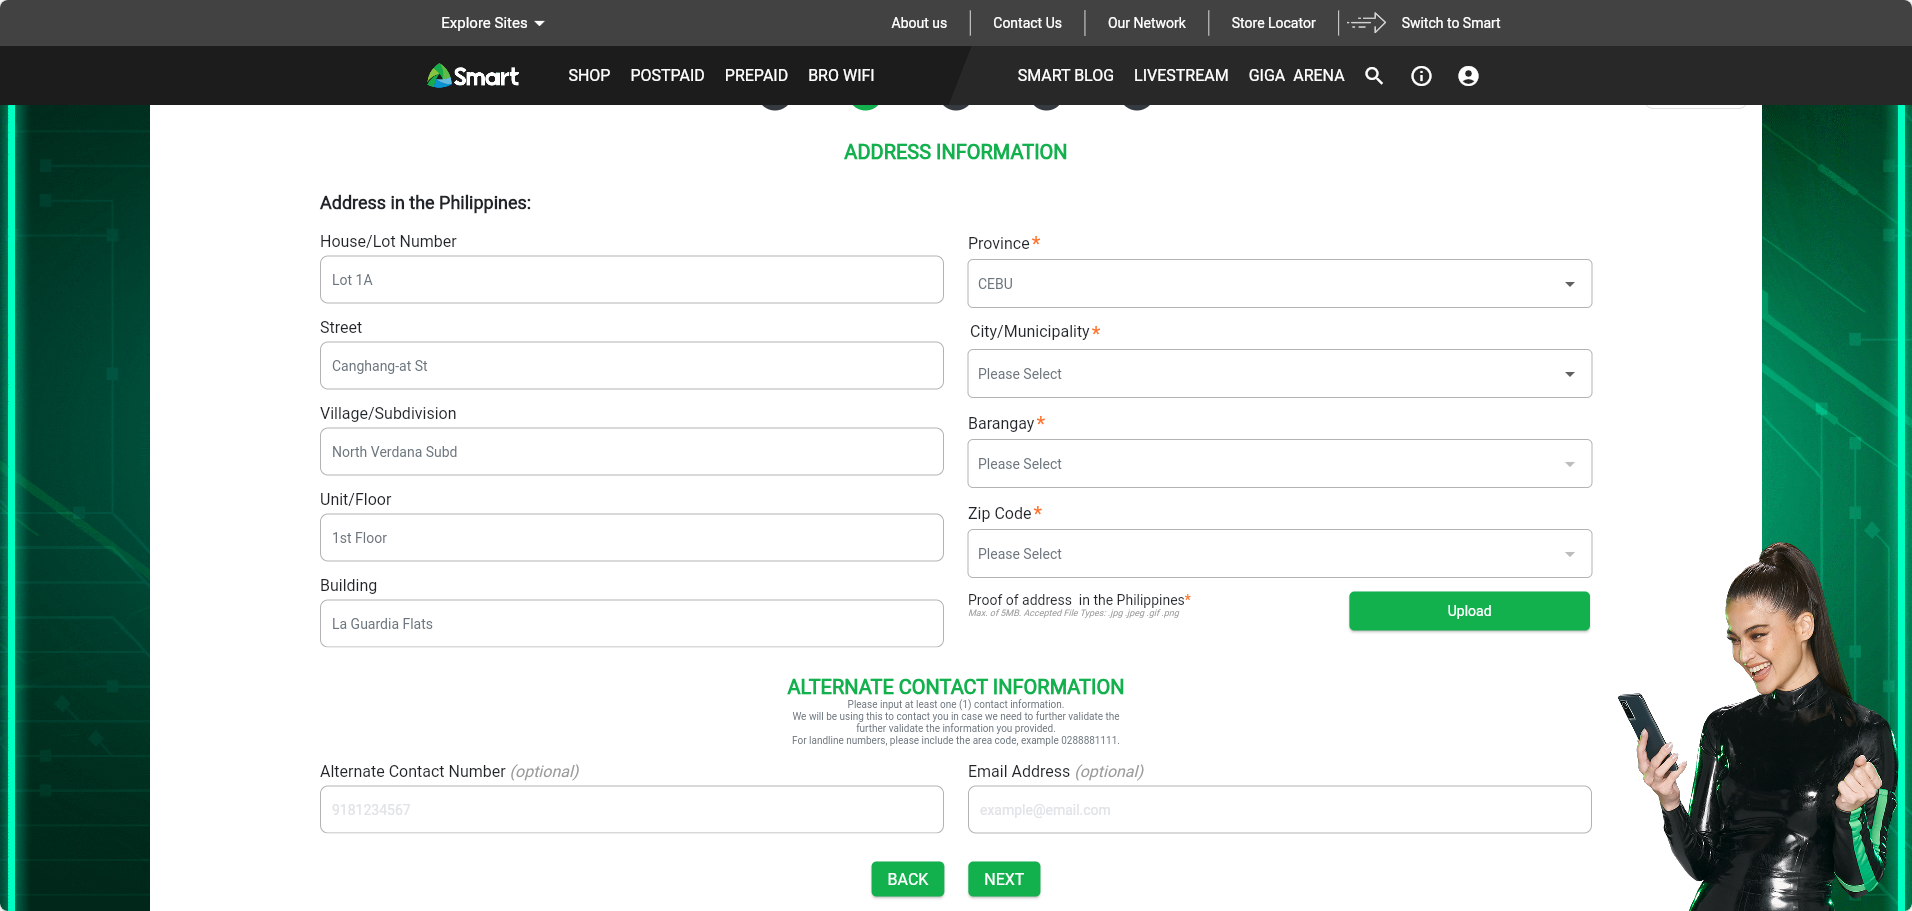 Explore Sites
About us
Contact Us
Our Network
Store Locator
Switch to Smart
Smart
SHOP
POSTPAID
PREPAID
BRO WIFI
SMART BLOG
LIVESTREAM
GIGA ARENA
ADDRESS INFORMATION
Address in the Philippines:
House/Lot Number
Lot 1A
Street
Canghang-at St
Village/Subdivision
North Verdana Subd
Unit/Floor
1st Floor
Building
La Guardia Flats
Province*
CEBU
City/Municipality*
Please Select
Barangay*
Please Select
Zip Code*
Please Select
Proof of address in the Philippines*
Max. of 5MB. Accepted File Types: .jpg .jpeg .gif .png
Upload
ALTERNATE CONTACT INFORMATION
Please input at least one (1) contact information.
We will be using this to contact you in case we need to further validate the
further validate the information you provided.
For landline numbers, please include the area code, example 0288881111.
Alternate Contact Number (optional)
9181234567
Email Address (optional)
example@email.com
BACK
NEXT